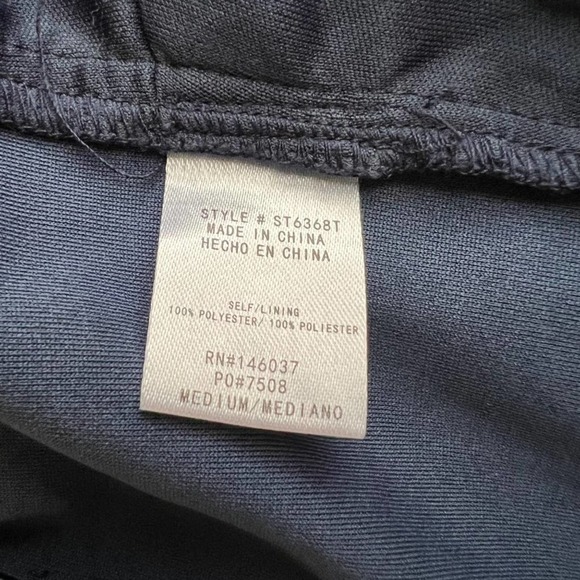 STYLE # ST6368T
MADE IN CHINA
HECHO EN CHINA
SELF/LINING
100% POLYESTER/ 100% POLIESTER
RN#146037
PO#7508
MEDIUM/MEDIANO